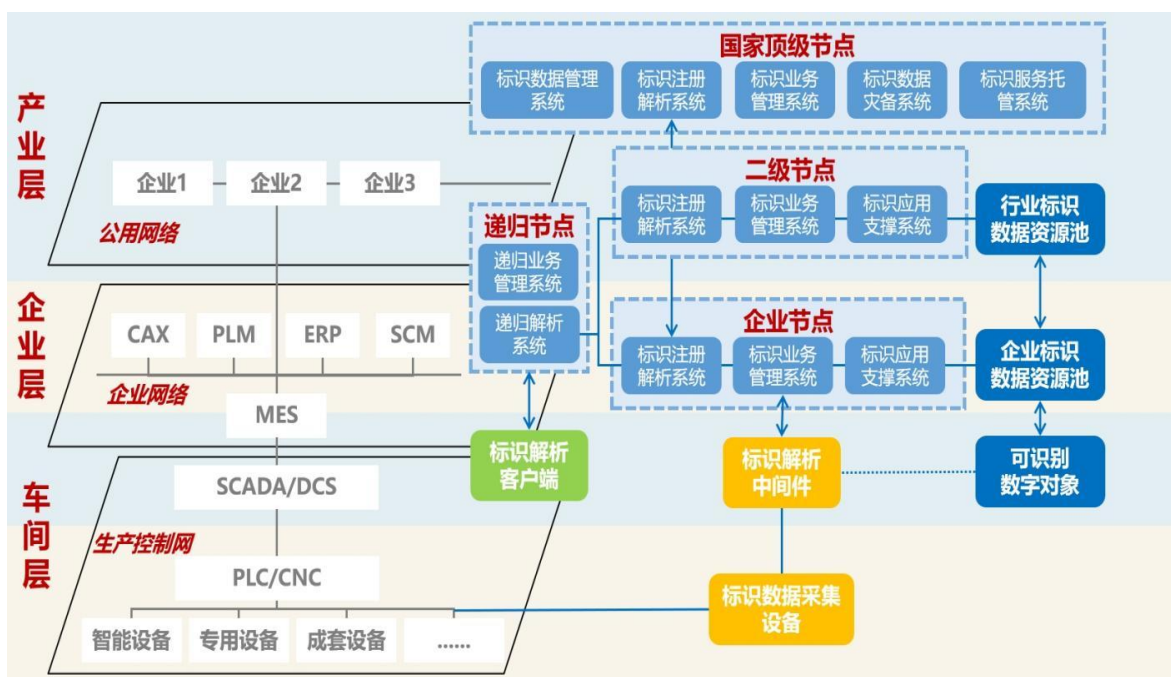 国家顶级节点
标识数据管理
系统
标识注册
解析系统
标识业务
管理系统
标识数据
灾备系统
标识服务托
管系统
产
业
层
企业1
企业2
企业3
公用网络
二级节点
标识注册
解析系统
标识业务
管理系统
标识应用
支撑系统
行业标识
数据资源池
递归节点
递归业务
管理系统
递归解析
系统
企
业
层
CAX
PLM
ERP
SCM
企业网络
MES
企业节点
标识注册
解析系统
标识业务
管理系统
标识应用
支撑系统
企业标识
数据资源池
标识解析
客户端
标识解析
中间件
可识别
数字对象
车
间
层
SCADA/DCS
生产控制网
PLC/CNC
智能设备
专用设备
成套设备
......
标识数据采集
设备